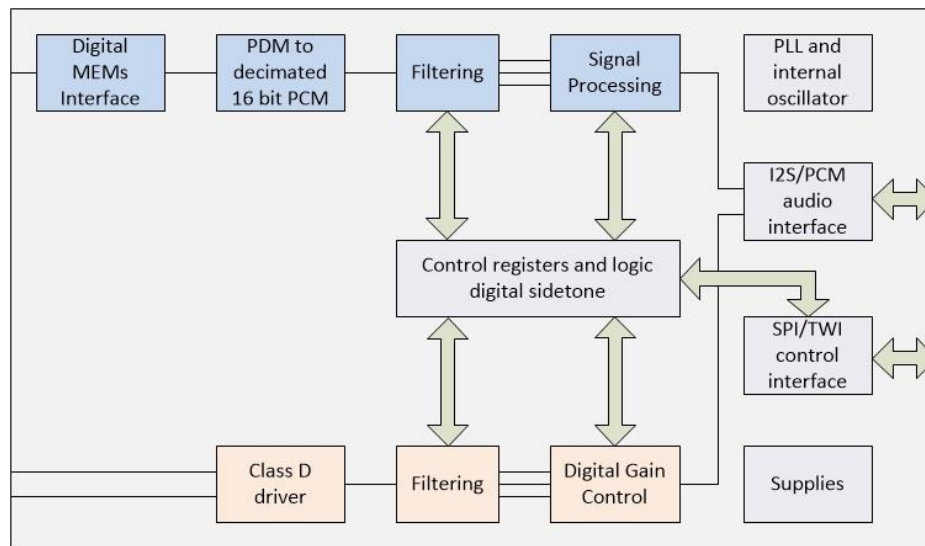 Digital
MEMs
Interface
PDM to
decimated
16 bit PCM
Filtering
Signal
Processing
PLL and
internal
oscillator
I2S/PCM
audio
interface
Control registers and logic
digital sidetone
SPI/TWI
control
interface
Class D
driver
Filtering
Digital Gain
Control
Supplies